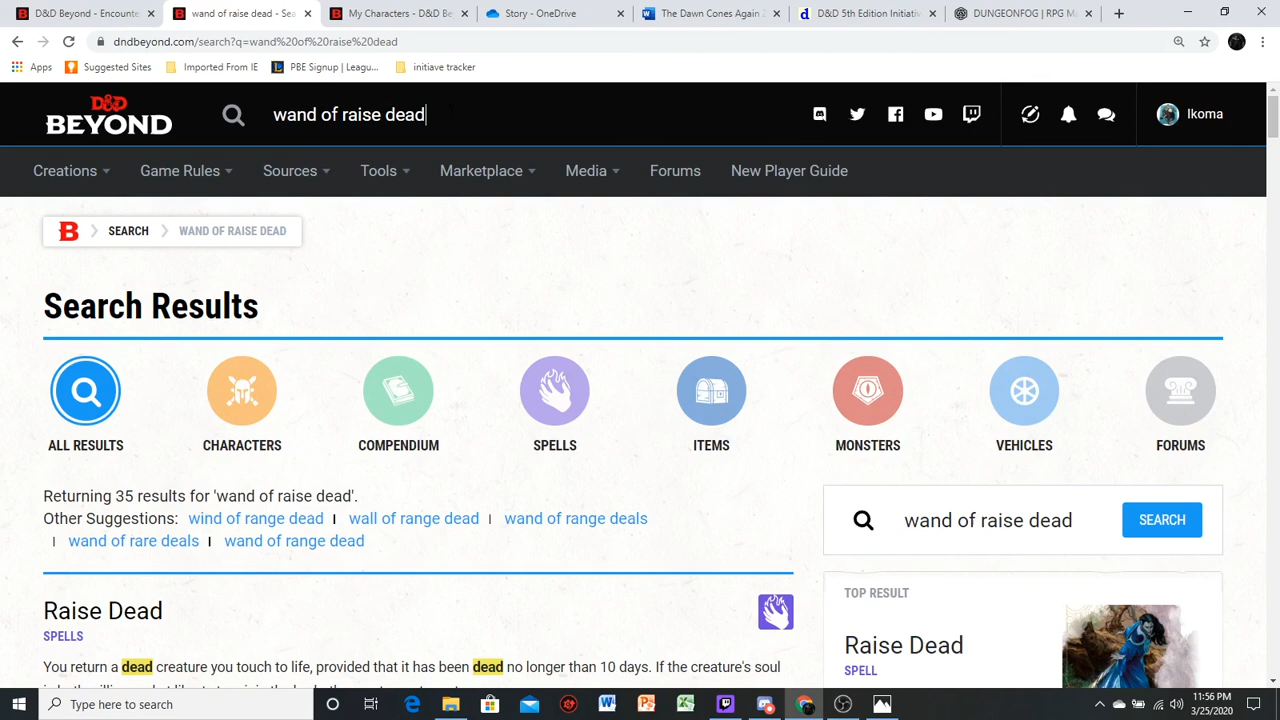 D&D Beyond - Encounte
wand of raise dead - Sea
My Characters - D&D Be
Story - OneDrive
The Dawn Comes Again
D&D 5th Edition Initiativ
DUNGEONFOG | RPG M
dndbeyond.com/search?q=wand%20of%20raise%20dead
Apps
Suggested Sites
Imported From IE
PBE Signup | Leagu...
initiave tracker
D&D BEYOND
wand of raise dead
Ikoma
Creations
Game Rules
Sources
Tools
Marketplace
Media
Forums
New Player Guide
B
SEARCH
WAND OF RAISE DEAD
Search Results
ALL RESULTS
CHARACTERS
COMPENDIUM
SPELLS
ITEMS
MONSTERS
VEHICLES
FORUMS
Returning 35 results for 'wand of raise dead'.
Other Suggestions: wind of range dead | wall of range dead | wand of range deals
| wand of rare deals | wand of range dead
wand of raise dead
SEARCH
Raise Dead
SPELLS
You return a dead creature you touch to life, provided that it has been dead no longer than 10 days. If the creature's soul
TOP RESULT
Raise Dead
SPELL
Type here to search
11:56 PM
3/25/2020